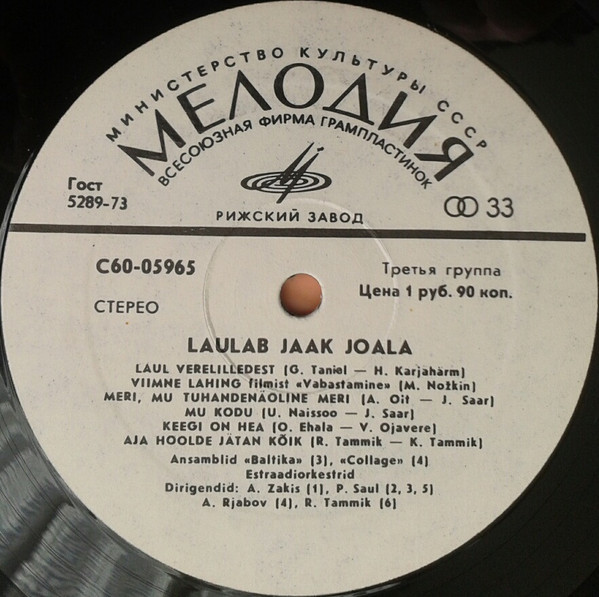 МИНИСТЕРСТВО КУЛЬТУРЫ СССР
МЕЛОДИЯ
ВСЕСОЮЗНАЯ ФИРМА ГРАМПЛАСТИНОК
Гост
5289-73
33
РИЖСКИЙ ЗАВОД
С60-05965
Третья группа
Цена 1 руб. 90 коп.
СТЕРЕО
LAULAB JAAK JOALA
LAUL VERELILLEDEST (G. Taniel — H. Karjahärm)
VIIMNE LAHING filmist «Vabastamine» (M. Nožkin)
MERI, MU TUHANDENÄOLINE MERI (A. Oit — J. Saar)
MU KODU (U. Naissoo — J. Saar)
KEEGI ON HEA (O. Ehala — V. Ojavere)
AJA HOOLDE JÄTAN KÕIK (R. Tammik — K. Tammik)
Ansamblid «Baltika» (3), «Collage» (4)
Estraadiorkestrid
Dirigendid: A. Zakis (1), P. Saul (2, 3, 5)
A. Rjabov (4), R. Tammik (6)